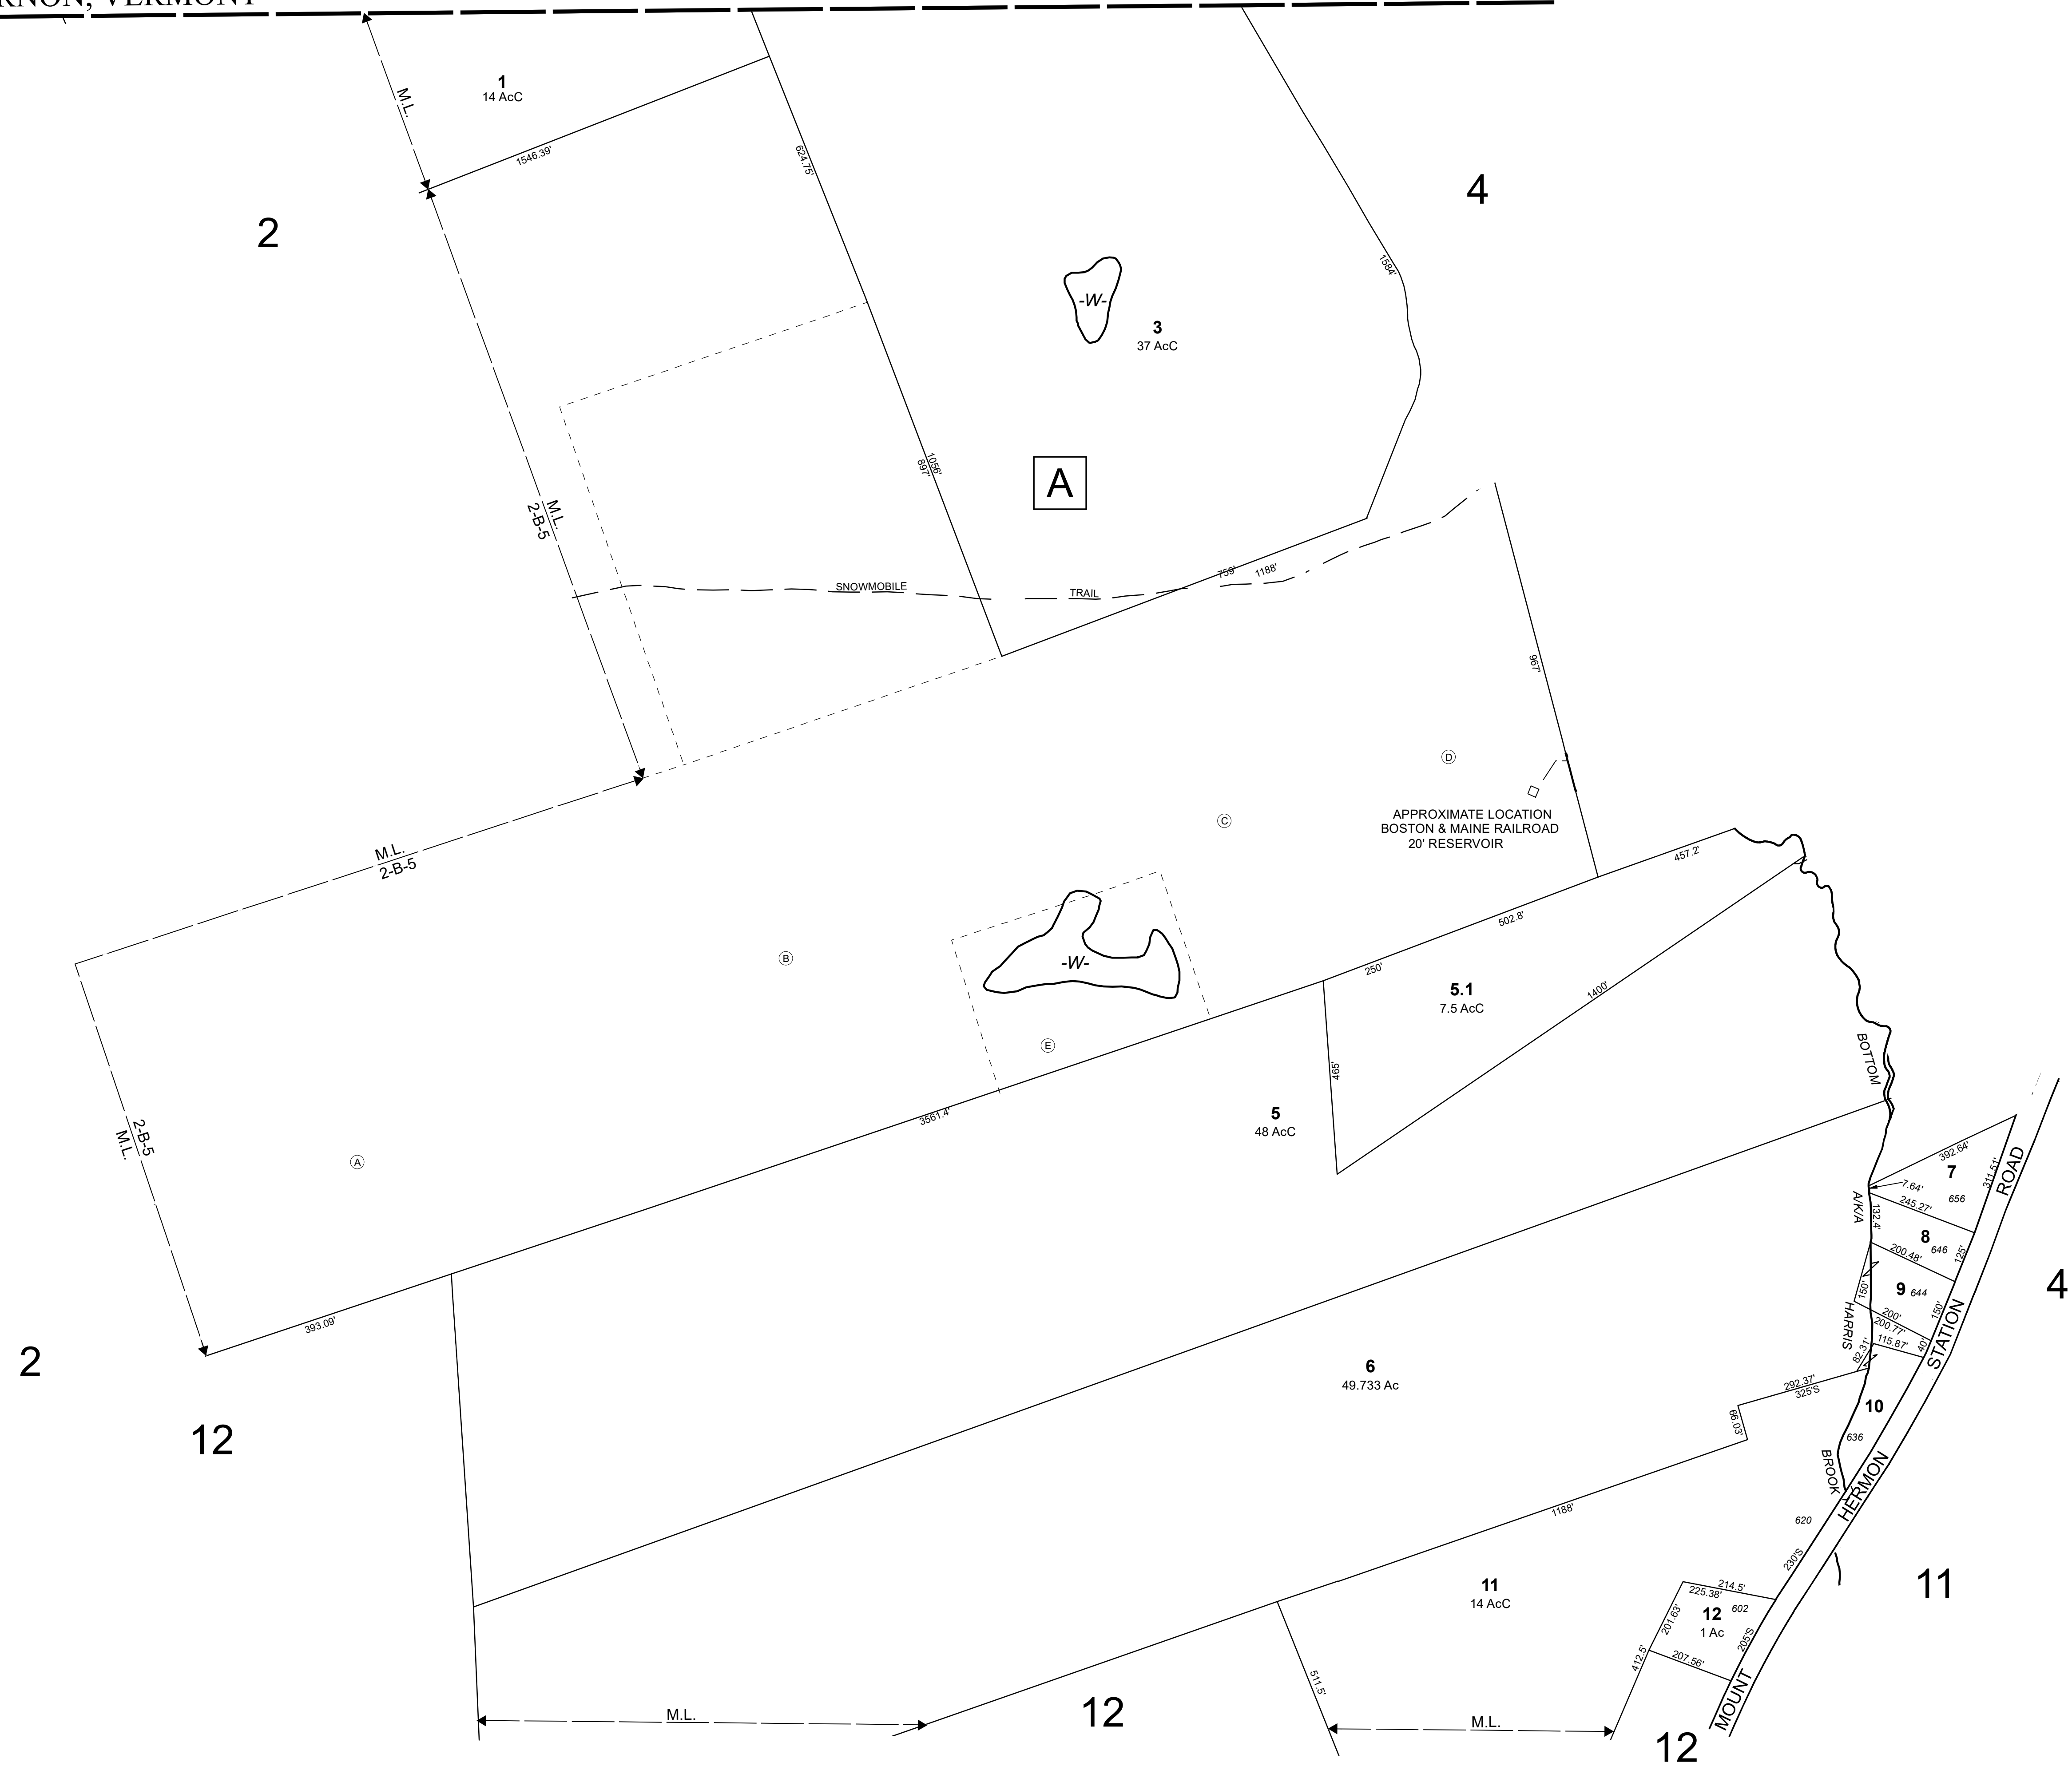 RNON, VERMONT
M.L.
1
14 AcC
1546.39'
624.75'
2
4
1584'
-W-
3
37 AcC
A
1056'
897'
M.L.
2-B-5
SNOWMOBILE TRAIL
759'
1188'
967'
D
C
APPROXIMATE LOCATION
BOSTON & MAINE RAILROAD
20' RESERVOIR
M.L.
2-B-5
457.2'
502.8'
250'
B
-W-
5.1
7.5 AcC
1400'
E
465'
BOTTOM
3561.4'
5
48 AcC
2-B-5
M.L.
A
392.64'
7
656
311.51'
7.64'
245.27'
A/K/A
132.4'
8
646
125'
200.48'
9
644
150'
150'
200'
200.77'
115.87'
40'
82.31'
HARRIS
4
393.09'
2
12
6
49.733 Ac
292.37'
325'S
66.03'
10
636
BROOK
1188'
620
230'S
11
14 AcC
11
214.5'
225.38'
12
602
1 Ac
201.63'
205'S
207.56'
412.5'
511.5'
MOUNT HERMON STATION ROAD
M.L.
12
M.L.
12